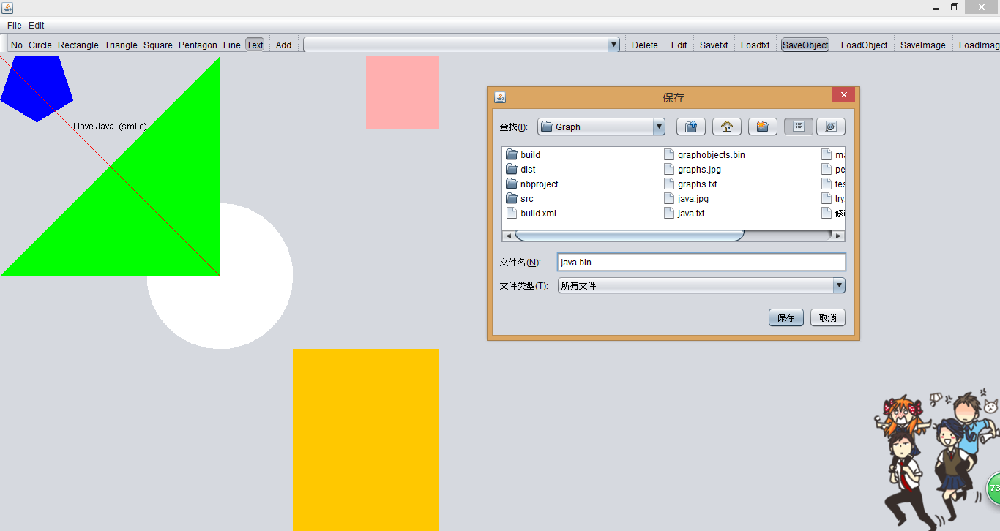 File Edit
No Circle Rectangle Triangle Square Pentagon Line Text Add Delete Edit Savetxt Loadtxt SaveObject LoadObject SaveImage LoadImag
I love Java. (smile)
保存
查找(I): Graph
build graphobjects.bin
dist graphs.jpg pe
nbproject graphs.txt tes
src java.jpg try
build.xml java.txt
文件名(N): java.bin
文件类型(T): 所有文件
保存 取消
73